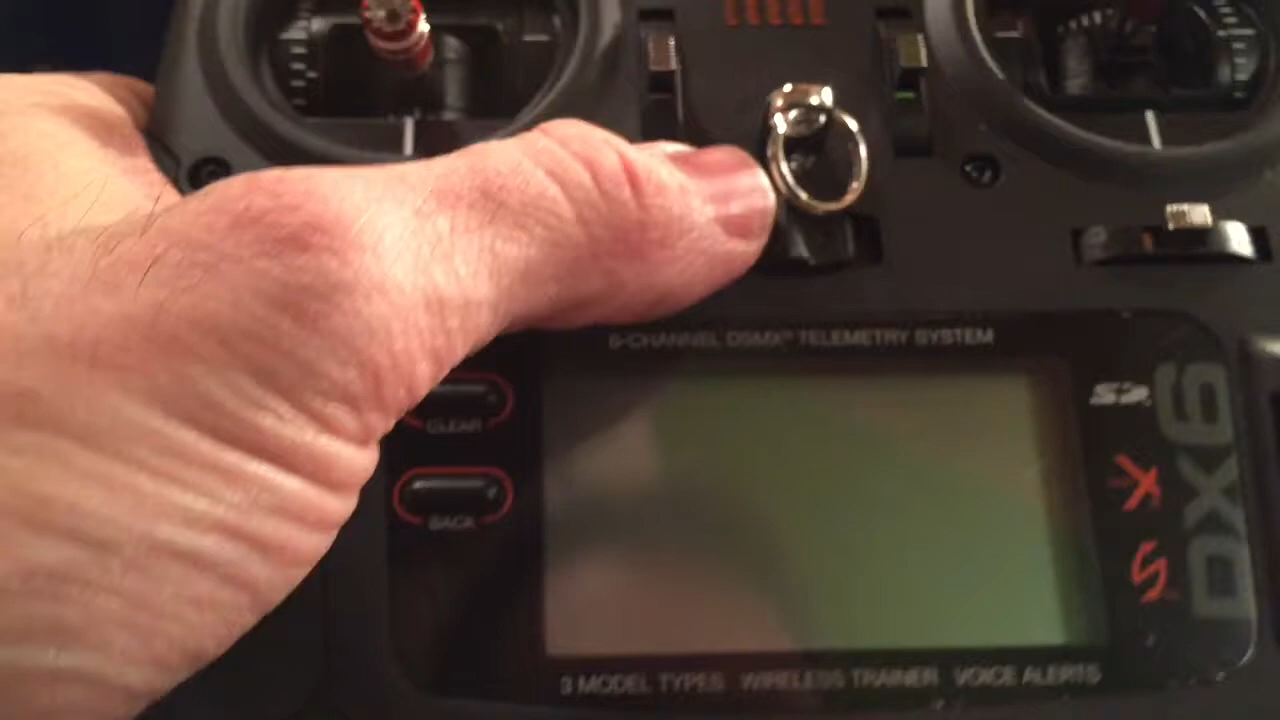 6-CHANNEL DSMX® TELEMETRY SYSTEM
CLEAR
BACK
DX6
3 MODEL TYPES WIRELESS TRAINER VOICE ALERTS